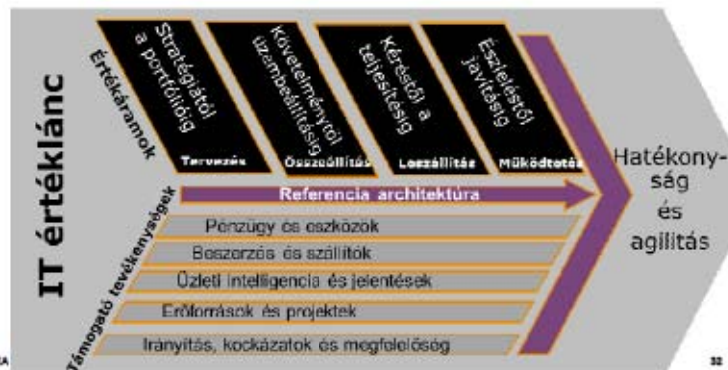 IT értéklánc
Értékáramok
Stratégiától
a portfólióig
Tervezés
Követelménytől
üzembeállításig
Összeállítás
Kéréstől a
teljesítésig
Leszállítás
Észleléstől
javításig
Működtetés
Referencia architektúra
Támogató tevékenységek
Pénzügy és eszközök
Beszerzés és szállítók
Üzleti intelligencia és jelentések
Erőforrások és projektek
Irányítás, kockázatok és megfelelőség
Hatékony-
ság
és
agilitás
32